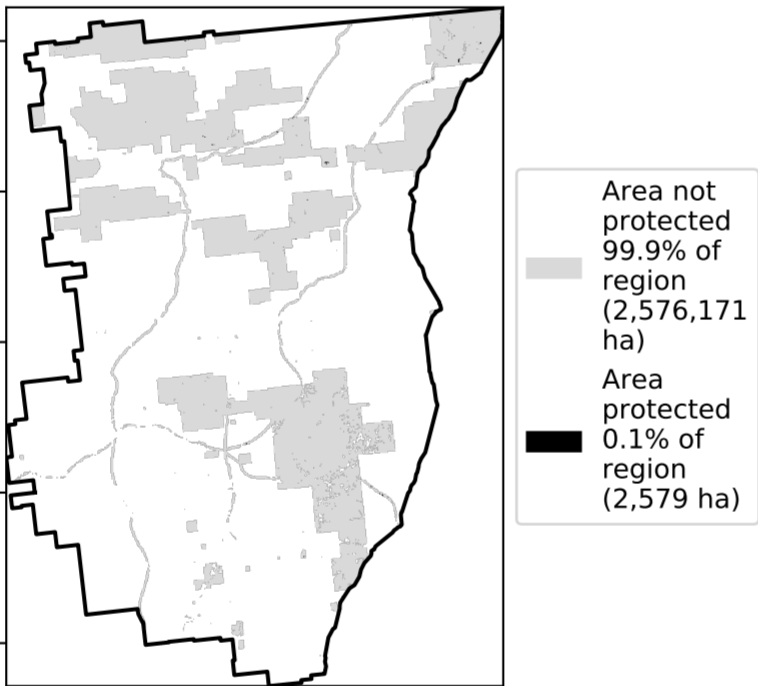 Area not
protected
99.9% of
region
(2,576,171
ha)
Area
protected
0.1% of
region
(2,579 ha)